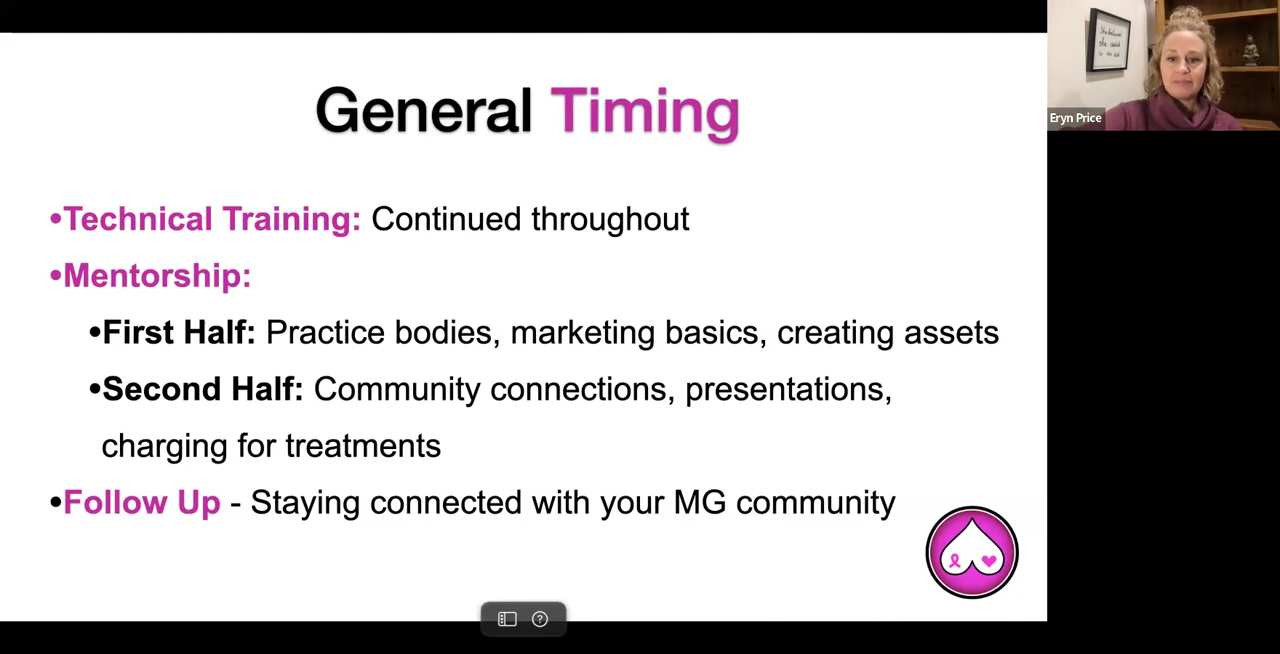 General Timing
•Technical Training: Continued throughout
•Mentorship:
•First Half: Practice bodies, marketing basics, creating assets
•Second Half: Community connections, presentations,
charging for treatments
•Follow Up - Staying connected with your MG community
she
Eryn Price